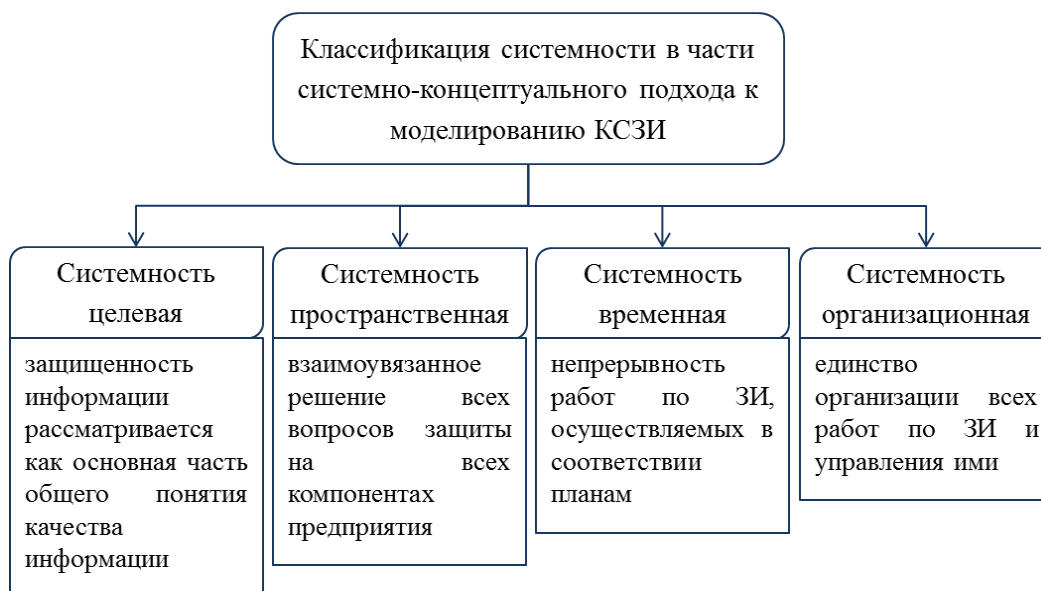 Классификация системности в части
системно-концептуального подхода к
моделированию КСЗИ
Системность
целевая
защищенность
информации
рассматривается
как основная часть
общего понятия
качества
информации
Системность
пространственная
взаимоувязанное
решение всех
вопросов защиты
на всех
компонентах
предприятия
Системность
временная
непрерывность
работ по ЗИ,
осуществляемых в
соответствии
планам
Системность
организационная
единство
организации всех
работ по ЗИ и
управления ими